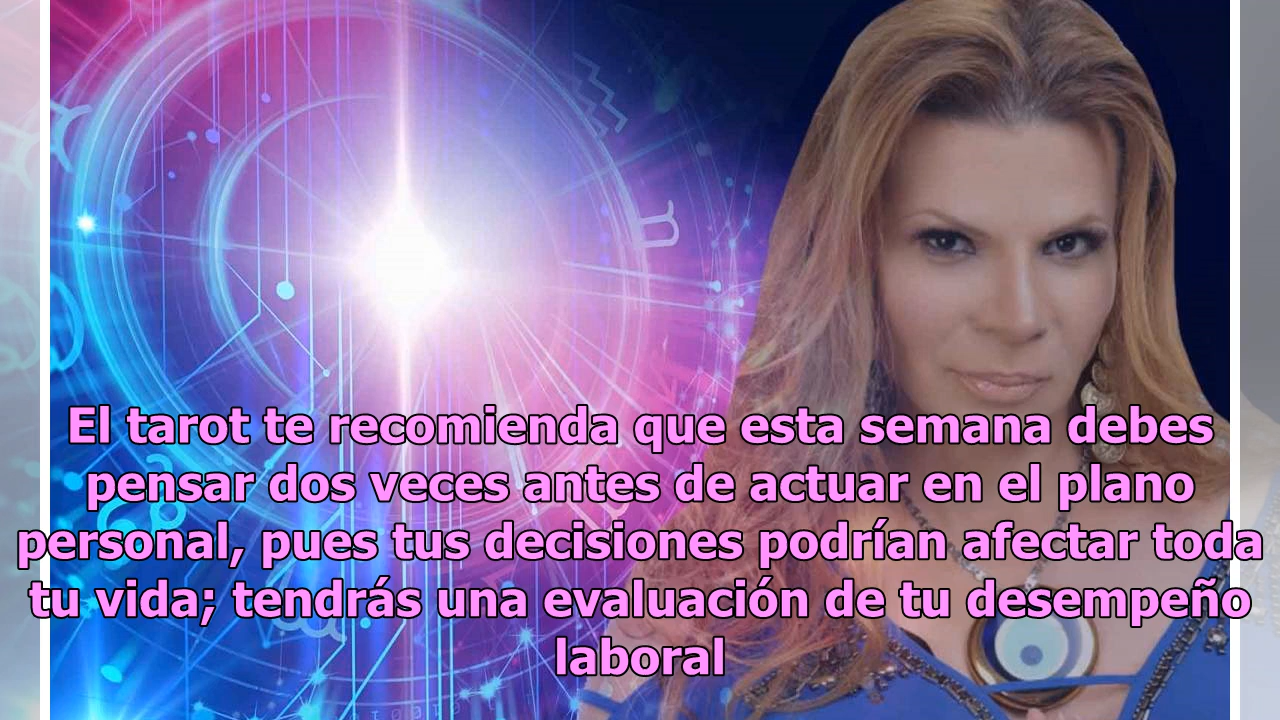 El tarot te recomienda que esta semana debes
pensar dos veces antes de actuar en el plano
personal, pues tus decisiones podrían afectar toda
tu vida; tendrás una evaluación de tu desempeño
laboral